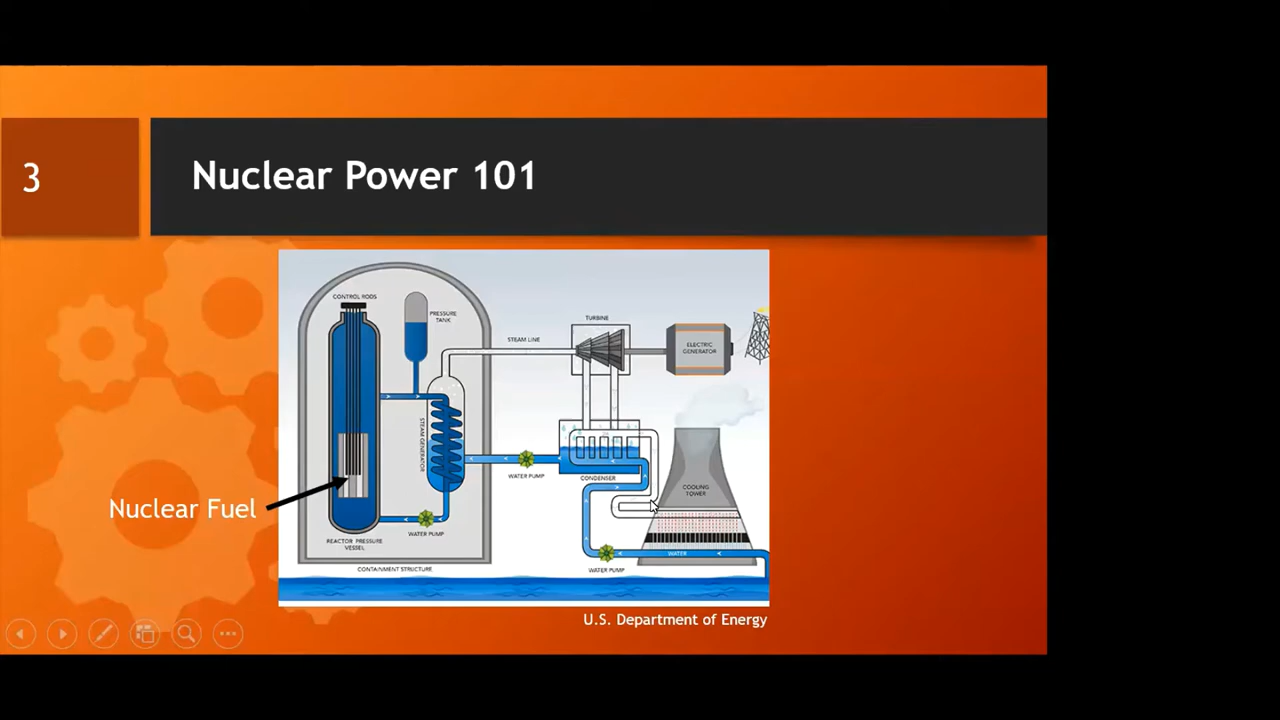 3
Nuclear Power 101
CONTROL RODS
PRESSURE
TANK
TURBINE
STEAM LINE
ELECTRIC
GENERATOR
STEAM GENERATOR
WATER PUMP
CONDENSER
COOLING
TOWER
Nuclear Fuel
WATER PUMP
REACTOR PRESSURE
VESSEL
WATER
WATER PUMP
CONTAINMENT STRUCTURE
U.S. Department of Energy